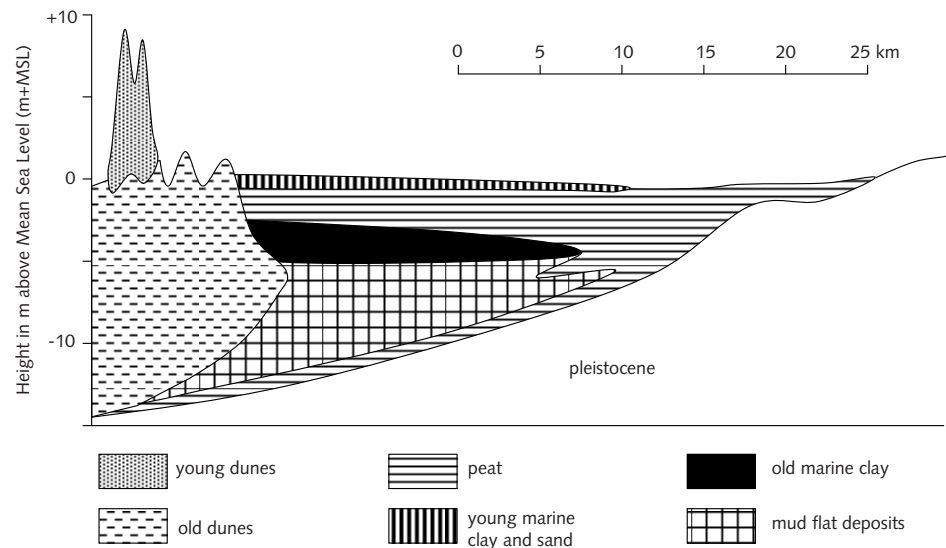 +10
0
-10
Height in m above Mean Sea Level (m+MSL)
0 5 10 15 20 25 km
pleistocene
young dunes
peat
old marine clay
old dunes
young marine
clay and sand
mud flat deposits